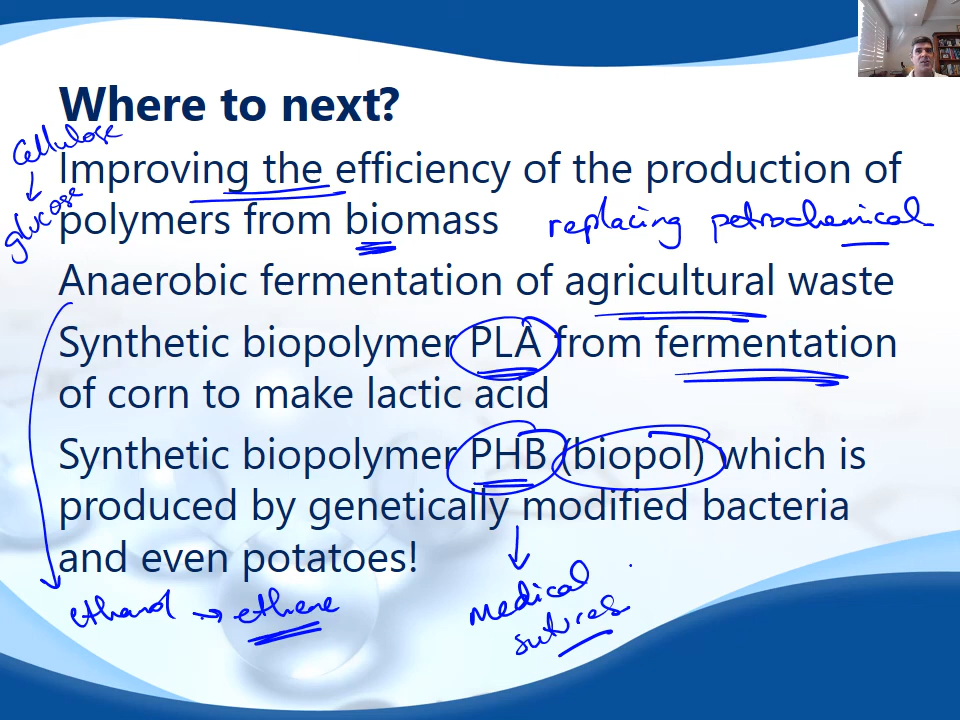 Where to next?
cellulose
Improving the efficiency of the production of
glucose
polymers from biomass replacing petrochemical
Anaerobic fermentation of agricultural waste
Synthetic biopolymer PLA from fermentation
of corn to make lactic acid
Synthetic biopolymer PHB (biopol) which is
produced by genetically modified bacteria
and even potatoes!
ethanol → ethene
Medical
sutures